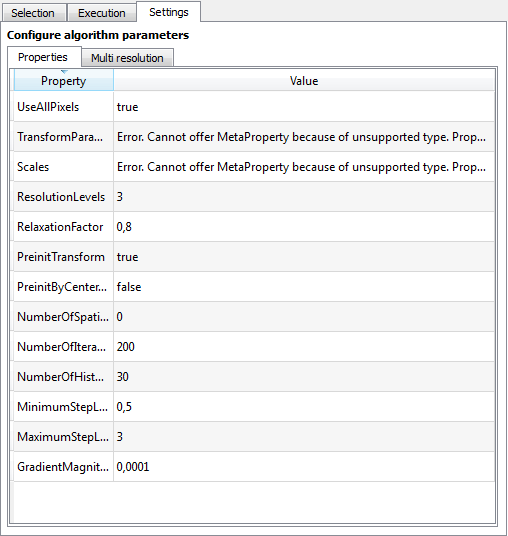 Selection Execution Settings
Configure algorithm parameters
Properties Multi resolution
Property Value
UseAllPixels true
TransformPara... Error. Cannot offer MetaProperty because of unsupported type. Prop...
Scales Error. Cannot offer MetaProperty because of unsupported type. Prop...
ResolutionLevels 3
RelaxationFactor 0,8
PreinitTransform true
PreinitByCenter... false
NumberOfSpati... 0
NumberOfItera... 200
NumberOfHist... 30
MinimumStepL... 0,5
MaximumStepL... 3
GradientMagnit... 0,0001